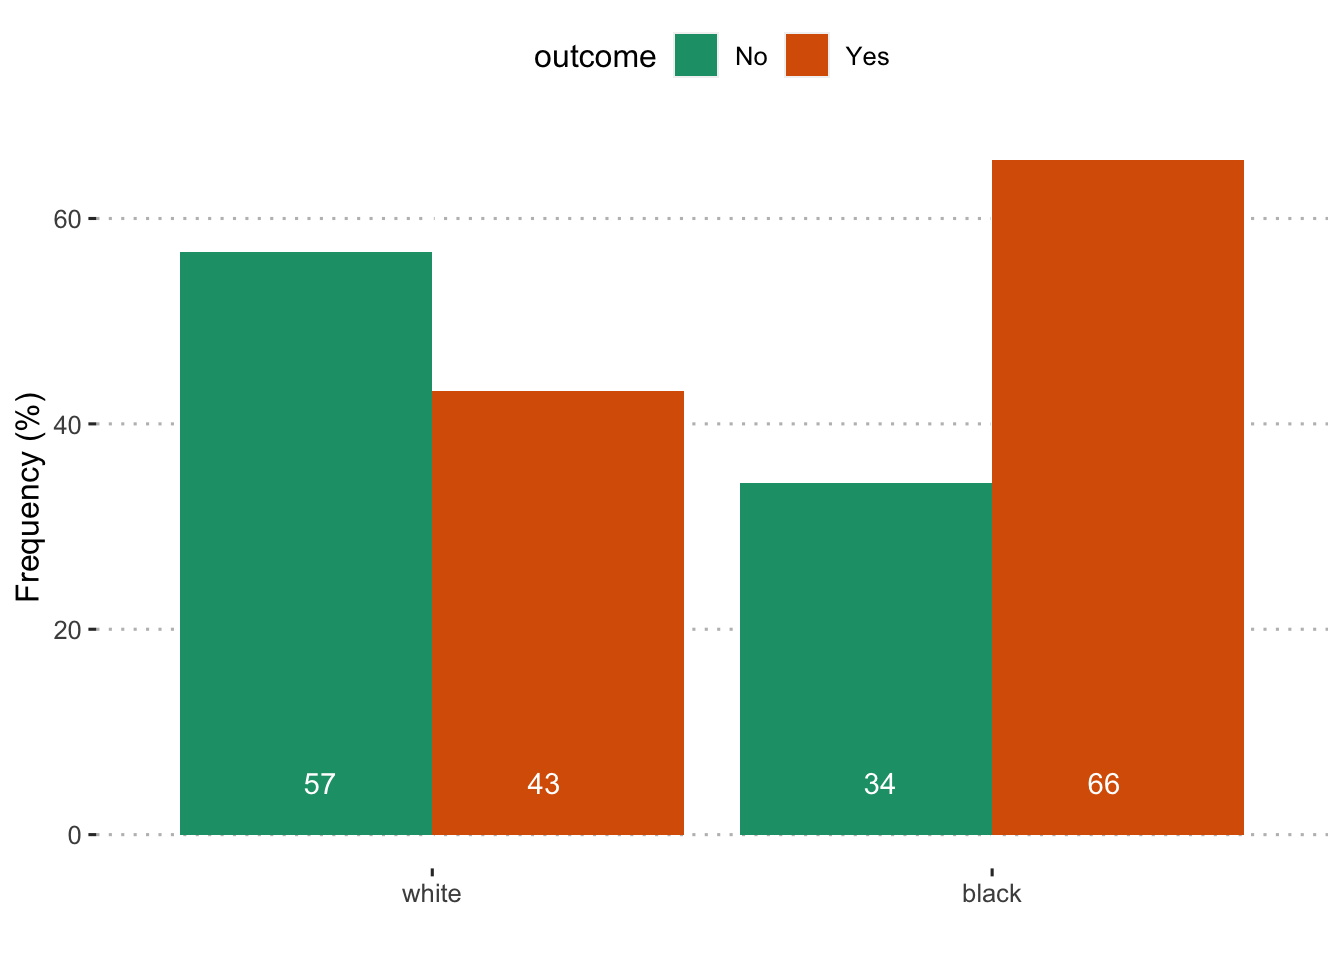 outcome No Yes
Frequency (%)
60
40
20
0
57 43 34 66
white black